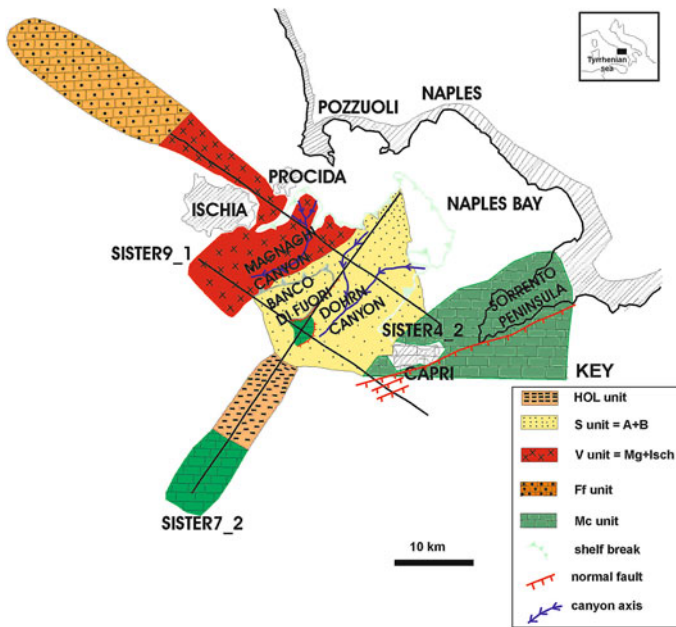 Tyrrhenian
sea
NAPLES
POZZUOLI
PROCIDA
ISCHIA
NAPLES BAY
SISTER9_1
MAGNAGHI
CANYON
BANCO
DI FUORI
DOHRN
CANYON
SORRENTO
PENINSULA
SISTER4_2
CAPRI
KEY
HOL unit
S unit = A+B
V unit = Mg+Isch
Ff unit
Mc unit
shelf break
normal fault
canyon axis
SISTER7_2
10 km